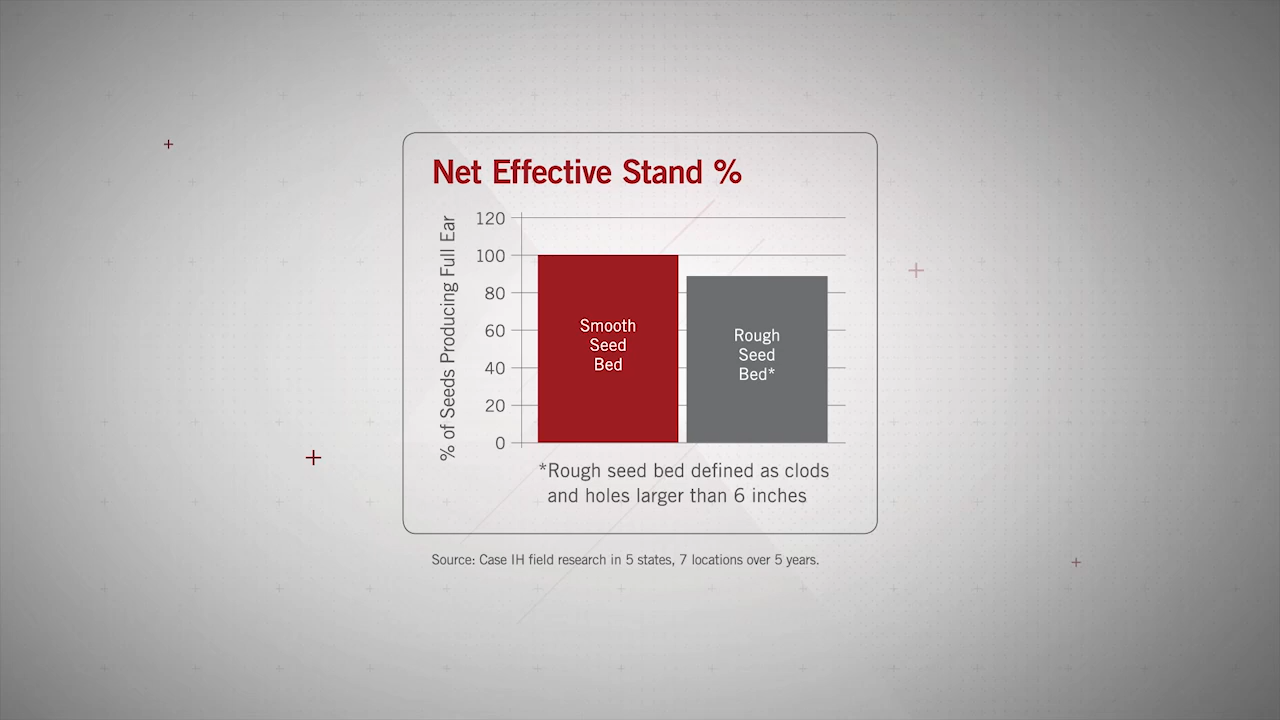 Net Effective Stand %
% of Seeds Producing Full Ear
120
100
80
60
40
20
0
Smooth
Seed
Bed
Rough
Seed
Bed*
*Rough seed bed defined as clods
and holes larger than 6 inches
Source: Case IH field research in 5 states, 7 locations over 5 years.